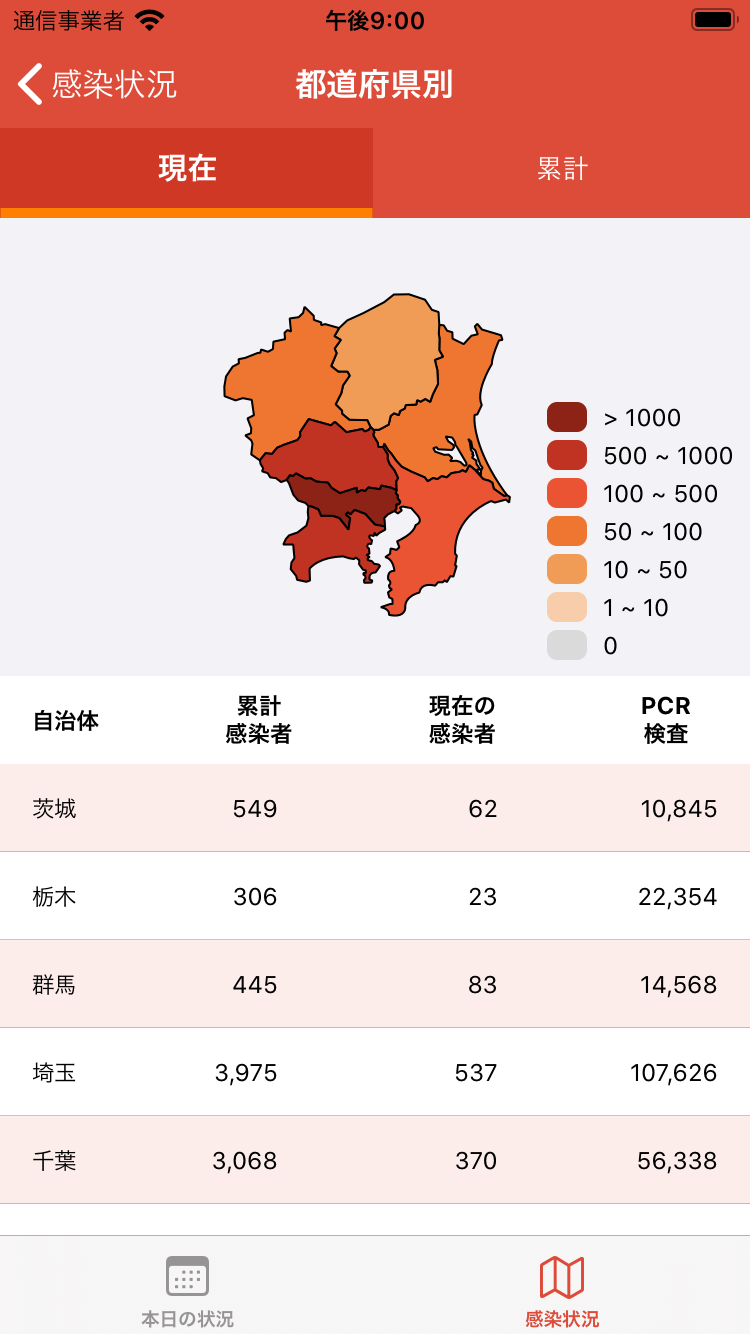 通信事業者 午後9:00
感染状況 都道府県別
現在 累計
> 1000
500 ~ 1000
100 ~ 500
50 ~ 100
10 ~ 50
1 ~ 10
0
自治体 累計感染者 現在の感染者 PCR検査
茨城 549 62 10,845
栃木 306 23 22,354
群馬 445 83 14,568
埼玉 3,975 537 107,626
千葉 3,068 370 56,338
本日の状況 感染状況